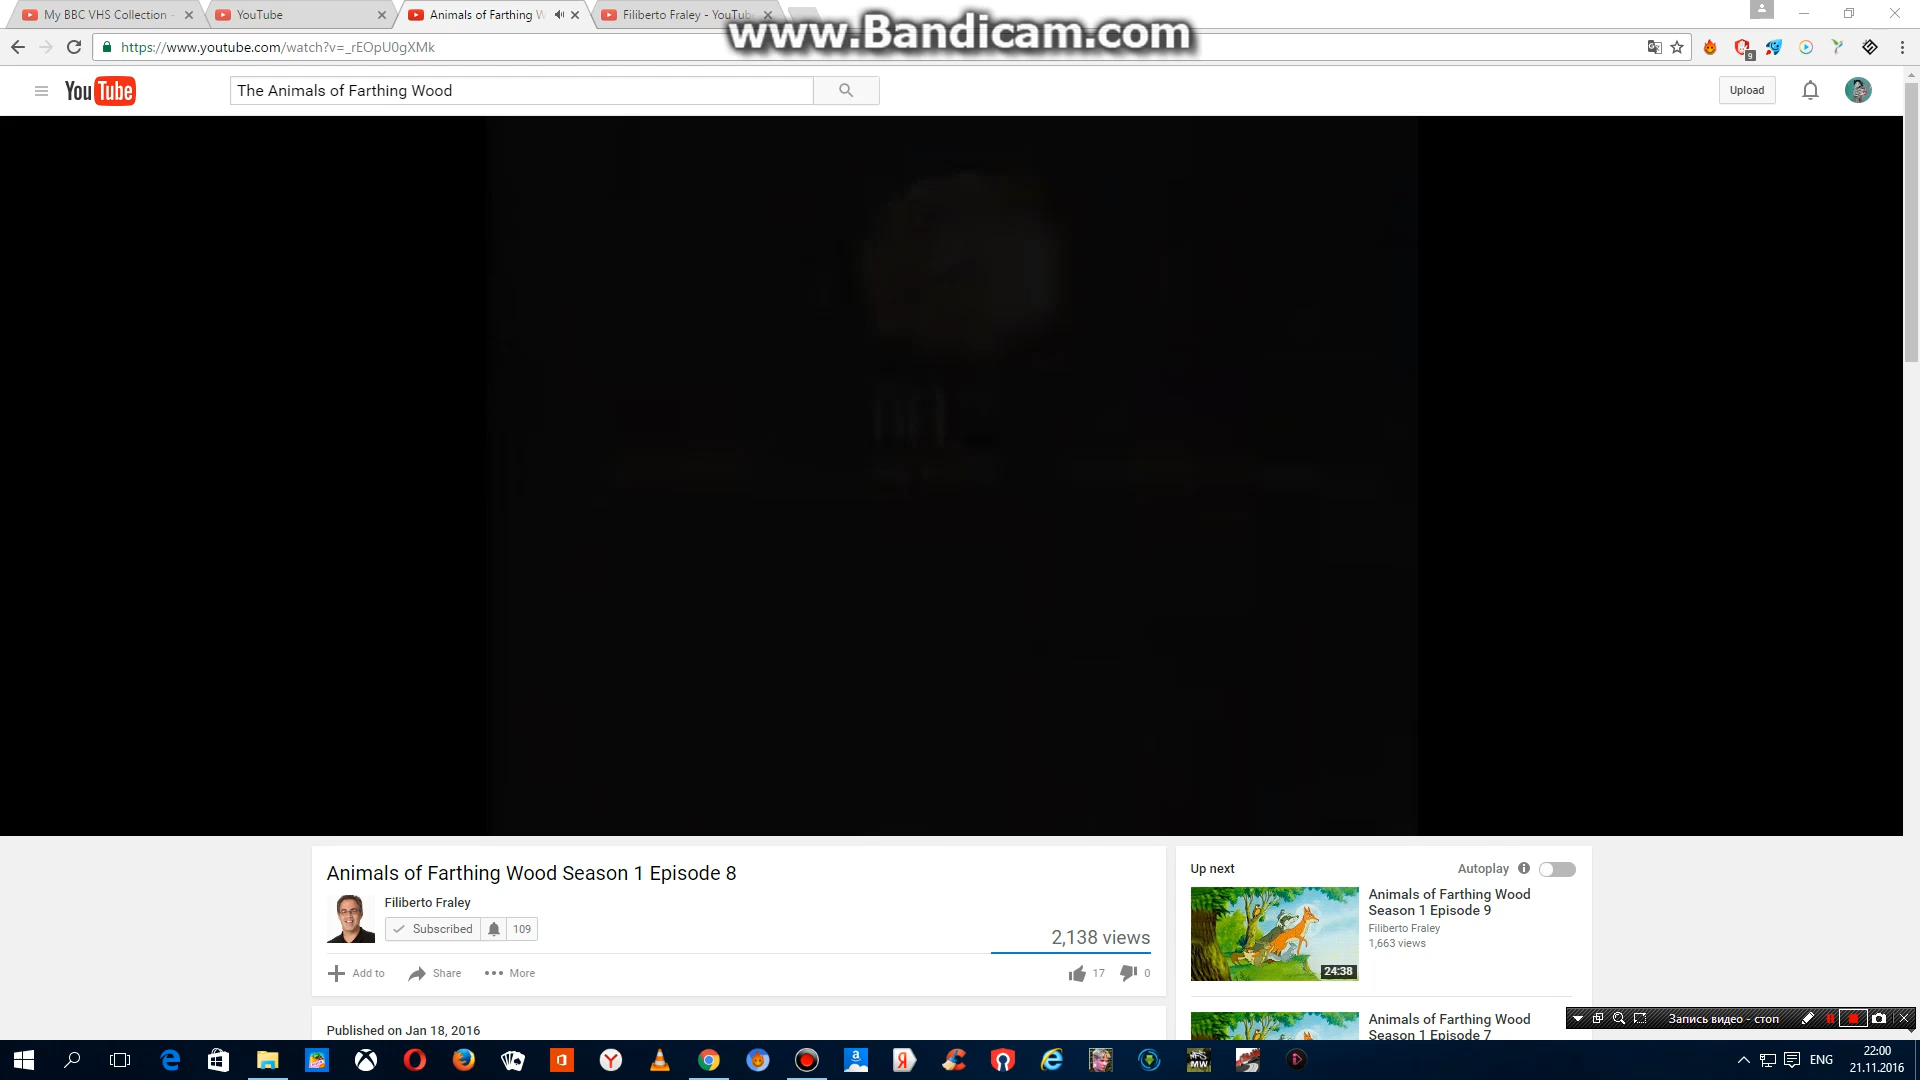 My BBC VHS Collection -
YouTube
Animals of Farthing W
Filiberto Fraley - YouTub
www.Bandicam.com
https://www.youtube.com/watch?v=_rEOpU0gXMk
9
YouTube
The Animals of Farthing Wood
Upload
Animals of Farthing Wood Season 1 Episode 8
Filiberto Fraley
Subscribed
109
2,138 views
Add to
Share
More
17
0
Published on Jan 18, 2016
Up next
Autoplay
Animals of Farthing Wood
Season 1 Episode 9
Filiberto Fraley
1,663 views
24:38
Animals of Farthing Wood
Season 1 Episode 7
Запись видео - стоп
ENG
22:00
21.11.2016